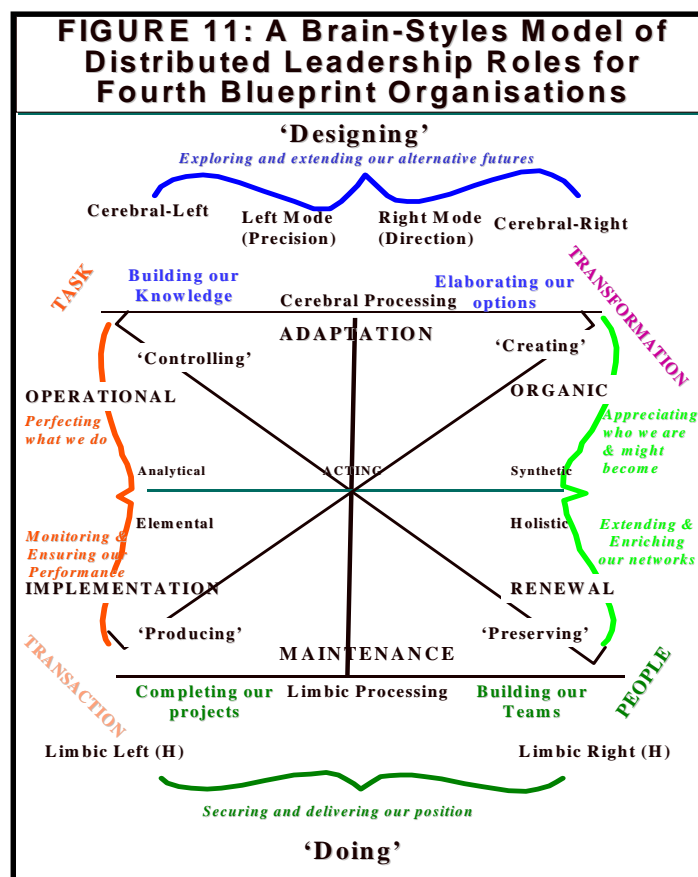 FIGURE 11: A Brain-Styles Model of
Distributed Leadership Roles for
Fourth Blueprint Organisations
‘Designing’
Exploring and extending our alternative futures
Cerebral-Left
Left Mode
(Precision)
Right Mode
(Direction)
Cerebral-Right
TASK
Building our
Knowledge
Elaborating our
options
TRANSFORMATION
Cerebral Processing
ADAPTATION
‘Controlling’
‘Creating’
OPERATIONAL
ORGANIC
Perfecting
what we do
Appreciating
who we are
& might
become
Analytical
ACTING
Synthetic
Elemental
Holistic
Monitoring &
Ensuring our
Performance
Extending &
Enriching
our networks
IMPLEMENTATION
RENEWAL
‘Producing’
‘Preserving’
MAINTENANCE
TRANSACTION
PEOPLE
Completing our
projects
Limbic Processing
Building our
Teams
Limbic Left (H)
Limbic Right (H)
Securing and delivering our position
‘Doing’